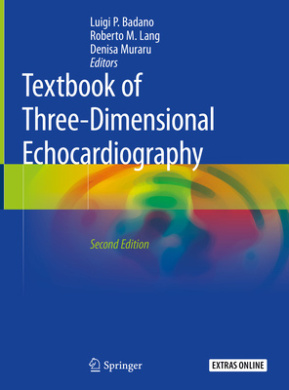 Luigi P. Badano
Roberto M. Lang
Denisa Muraru
Editors
Textbook of
Three-Dimensional
Echocardiography
Second Edition
Springer
EXTRAS ONLINE